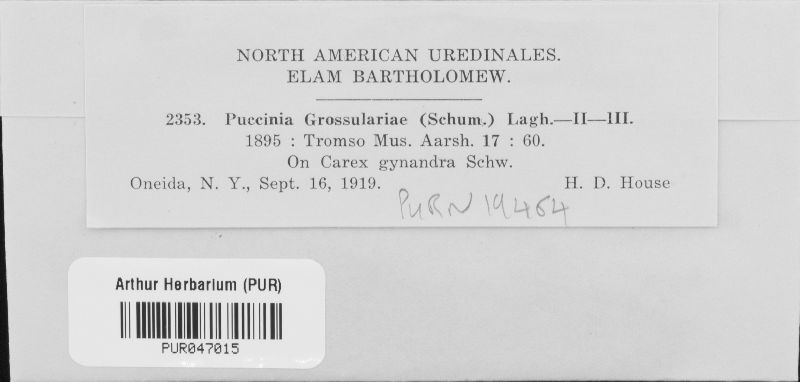 NORTH AMERICAN UREDINALES.
ELAM BARTHOLOMEW.
2353. Puccinia Grossulariae (Schum.) Lagh.—II—III.
1895 : Tromso Mus. Aarsh. 17 : 60.
On Carex gynandra Schw.
Oneida, N. Y., Sept. 16, 1919. H. D. House
PURN 19464
Arthur Herbarium (PUR)
PUR047015